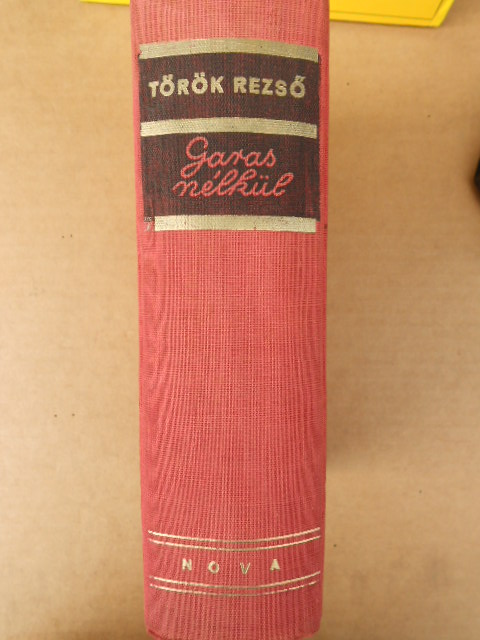 TÖRÖK REZSŐ
Garas
nélkül
NOVA